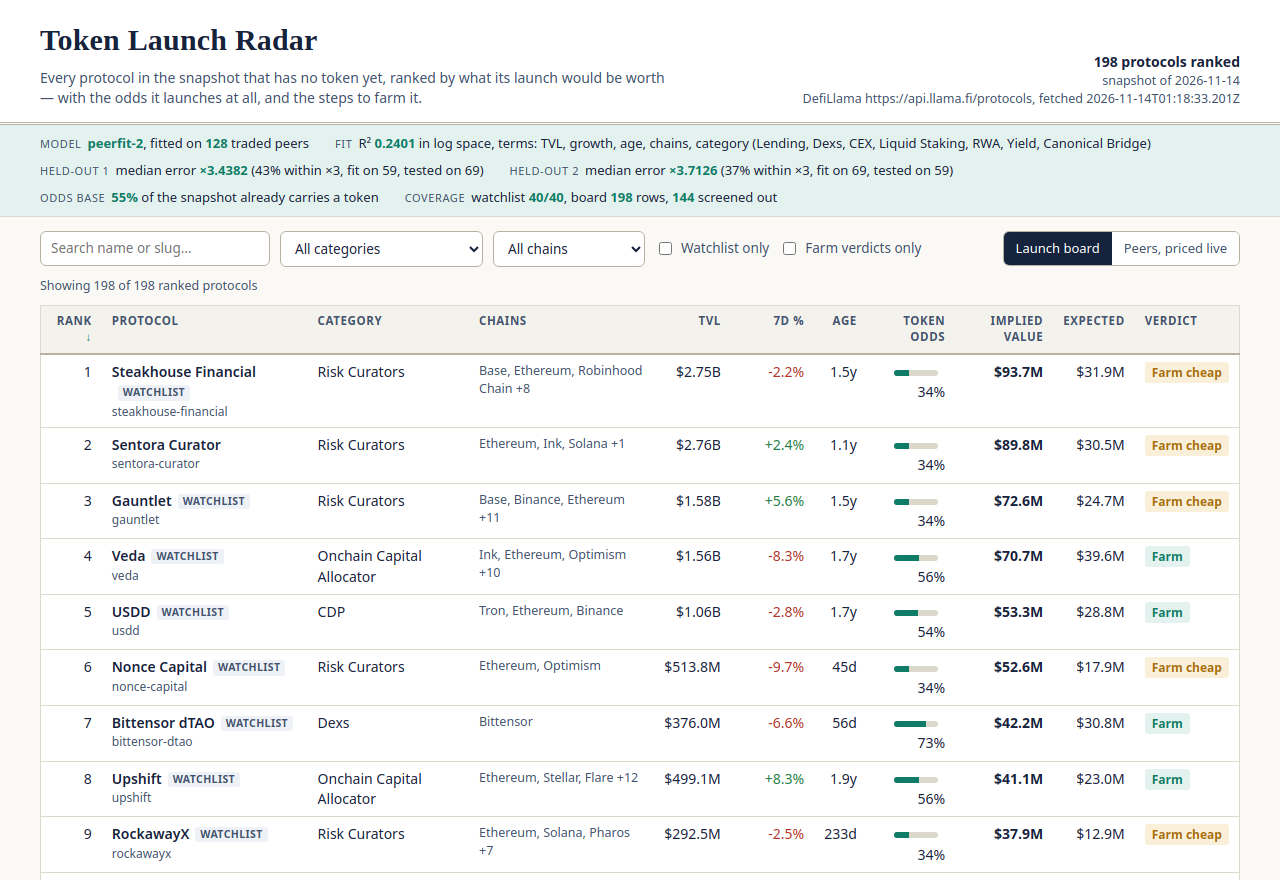 Token Launch Radar
Every protocol in the snapshot that has no token yet, ranked by what its launch would be worth
— with the odds it launches at all, and the steps to farm it.
198 protocols ranked
snapshot of 2026-11-14
DefiLlama https://api.llama.fi/protocols, fetched 2026-11-14T01:18:33.201Z
MODEL peerfit-2, fitted on 128 traded peers FIT R² 0.2401 in log space, terms: TVL, growth, age, chains, category (Lending, Dexs, CEX, Liquid Staking, RWA, Yield, Canonical Bridge)
HELD-OUT 1 median error ×3.4382 (43% within ×3, fit on 59, tested on 69) HELD-OUT 2 median error ×3.7126 (37% within ×3, fit on 69, tested on 59)
ODDS BASE 55% of the snapshot already carries a token COVERAGE watchlist 40/40, board 198 rows, 144 screened out
Search name or slug... All categories All chains Watchlist only Farm verdicts only Launch board Peers, priced live
Showing 198 of 198 ranked protocols
RANK ↓ PROTOCOL CATEGORY CHAINS TVL 7D % AGE TOKEN ODDS IMPLIED VALUE EXPECTED VERDICT
1 Steakhouse Financial WATCHLIST steakhouse-financial Risk Curators Base, Ethereum, Robinhood Chain +8 $2.75B -2.2% 1.5y 34% $93.7M $31.9M Farm cheap
2 Sentora Curator sentora-curator Risk Curators Ethereum, Ink, Solana +1 $2.76B +2.4% 1.1y 34% $89.8M $30.5M Farm cheap
3 Gauntlet WATCHLIST gauntlet Risk Curators Base, Binance, Ethereum +11 $1.58B +5.6% 1.5y 34% $72.6M $24.7M Farm cheap
4 Veda WATCHLIST veda Onchain Capital Allocator Ink, Ethereum, Optimism +10 $1.56B -8.3% 1.7y 56% $70.7M $39.6M Farm
5 USDD WATCHLIST usdd CDP Tron, Ethereum, Binance $1.06B -2.8% 1.7y 54% $53.3M $28.8M Farm
6 Nonce Capital WATCHLIST nonce-capital Risk Curators Ethereum, Optimism $513.8M -9.7% 45d 34% $52.6M $17.9M Farm cheap
7 Bittensor dTAO WATCHLIST bittensor-dtao Dexs Bittensor $376.0M -6.6% 56d 73% $42.2M $30.8M Farm
8 Upshift WATCHLIST upshift Onchain Capital Allocator Ethereum, Stellar, Flare +12 $499.1M +8.3% 1.9y 56% $41.1M $23.0M Farm
9 RockawayX WATCHLIST rockawayx Risk Curators Ethereum, Solana, Pharos +7 $292.5M -2.5% 233d 34% $37.9M $12.9M Farm cheap